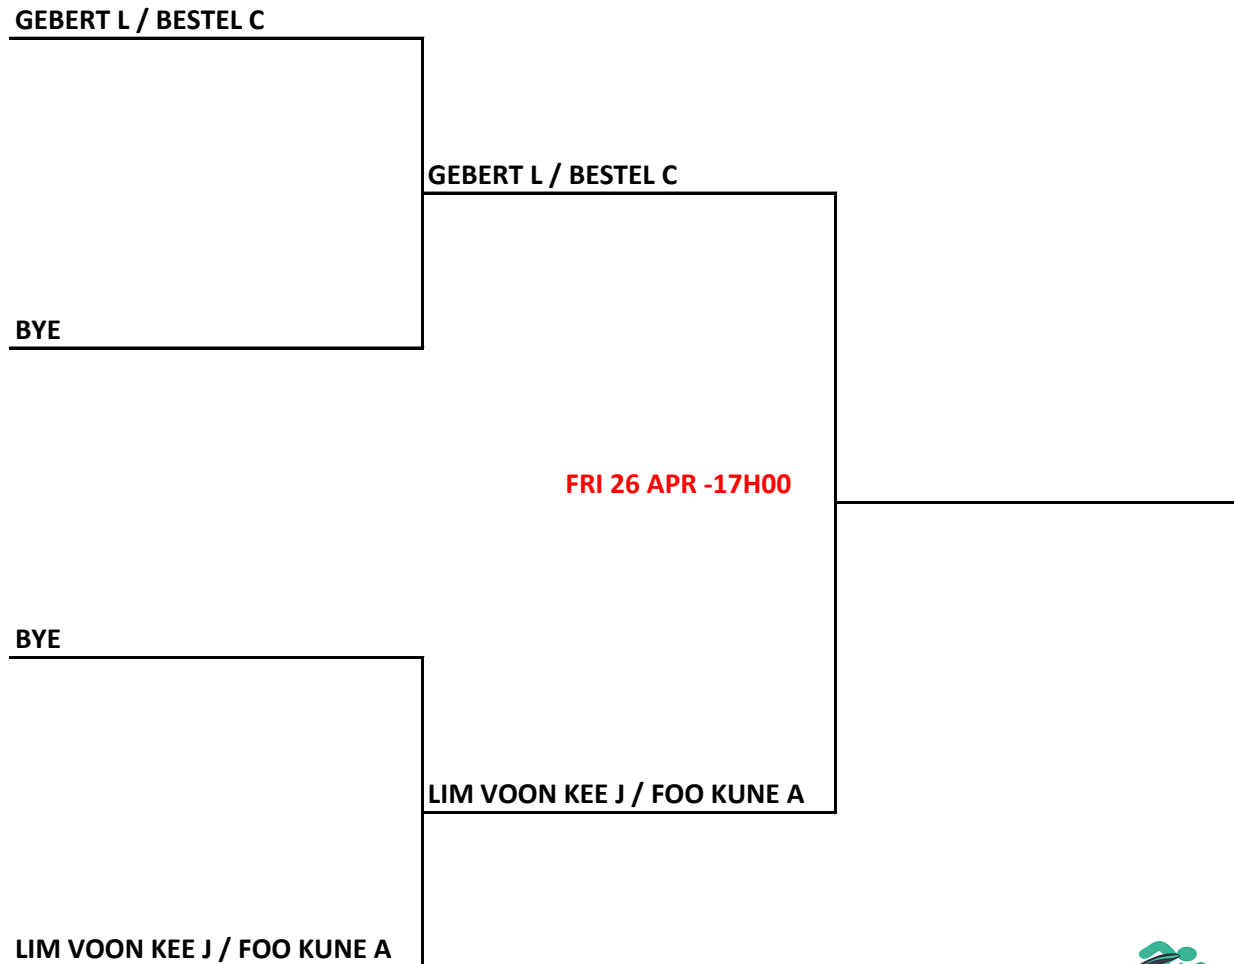 GEBERT L / BESTEL C
GEBERT L / BESTEL C
BYE
FRI 26 APR -17H00
BYE
LIM VOON KEE J / FOO KUNE A
LIM VOON KEE J / FOO KUNE A